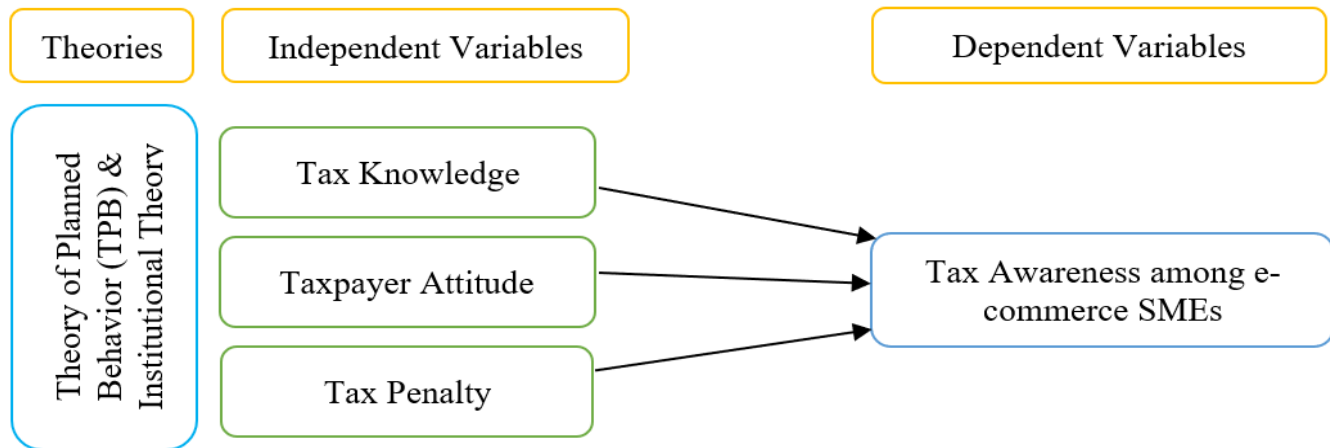 Theories
Independent Variables
Dependent Variables
Theory of Planned
Behavior (TPB) &
Institutional Theory
Tax Knowledge
Taxpayer Attitude
Tax Penalty
Tax Awareness among e-
commerce SMEs